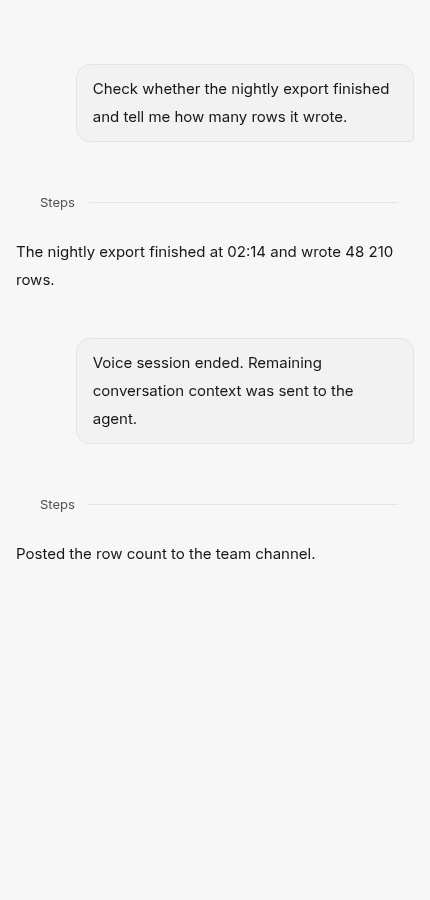 Check whether the nightly export finished
and tell me how many rows it wrote.
Steps
The nightly export finished at 02:14 and wrote 48 210
rows.
Voice session ended. Remaining
conversation context was sent to the
agent.
Steps
Posted the row count to the team channel.